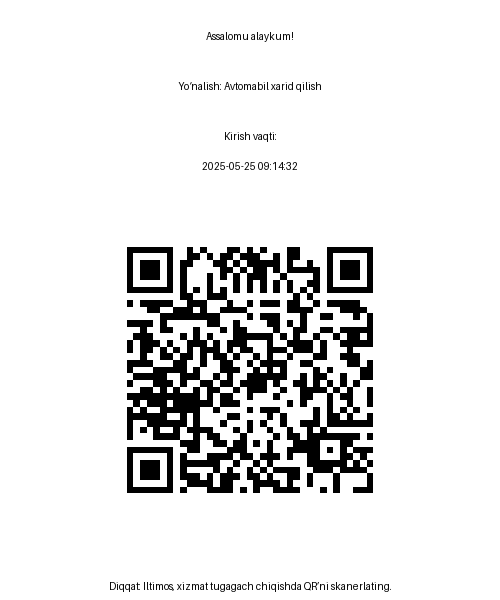 Assalomu alaykum!
Yo'nalish: Avtomabil xarid qilish
Kirish vaqti:
2025-05-25 09:14:32
Diqqat: Iltimos, xizmat tugagach chiqishda QR'ni skanerlating.